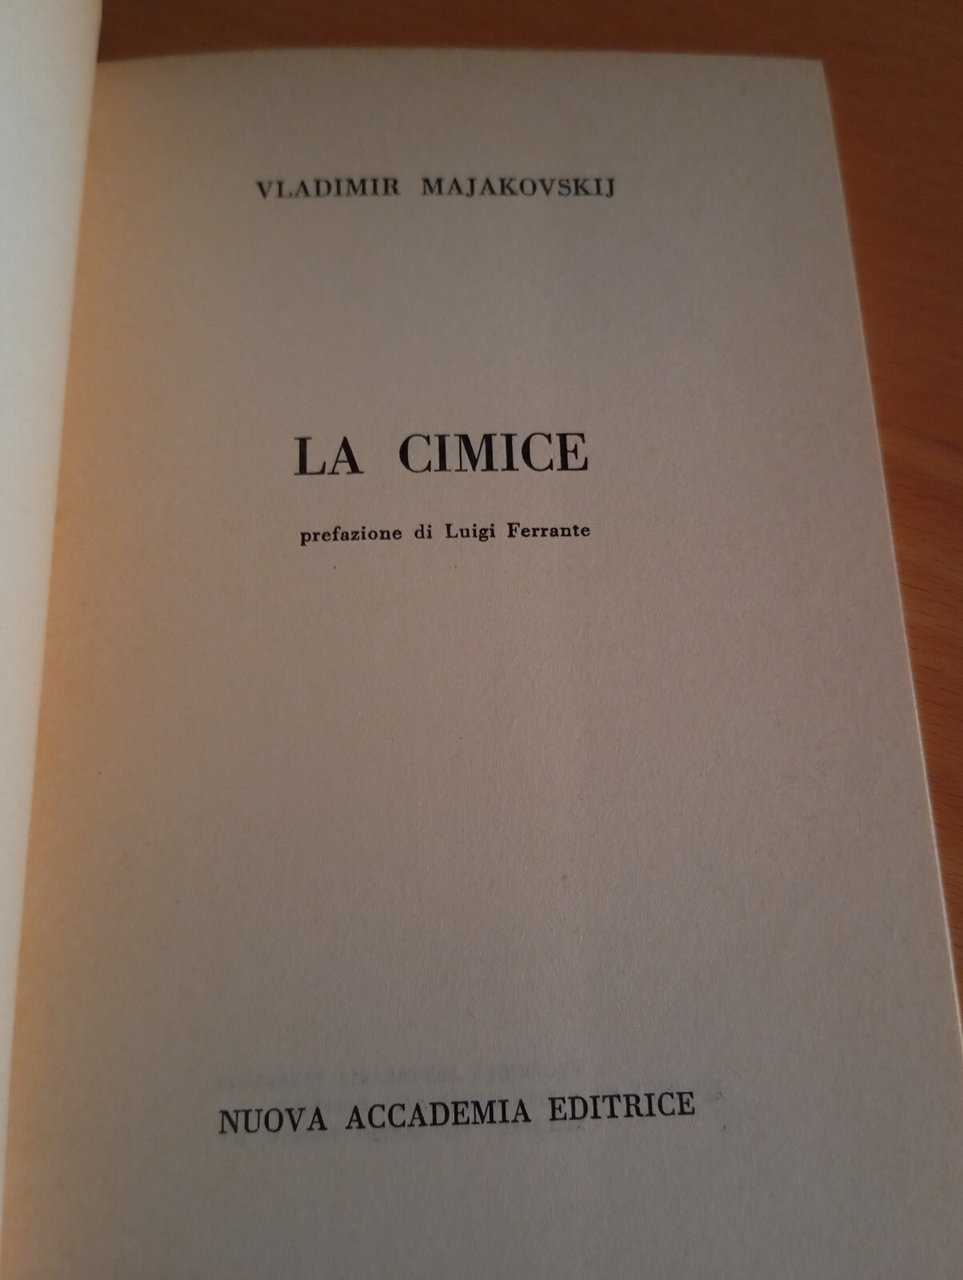 VLADIMIR MAJAKOVSKIJ
LA CIMICE
prefazione di Luigi Ferrante
NUOVA ACCADEMIA EDITRICE